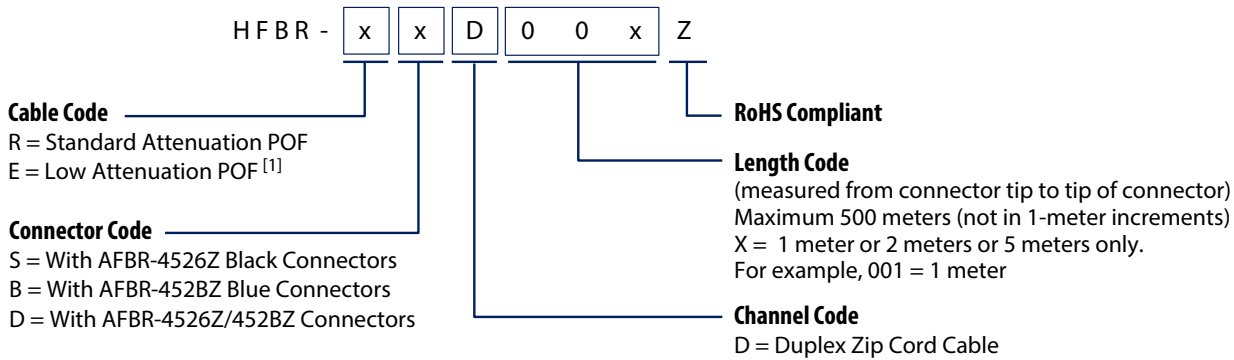 HFBR - x x D 0 0 x Z
Cable Code
R = Standard Attenuation POF
E = Low Attenuation POF [1]
Connector Code
S = With AFBR-4526Z Black Connectors
B = With AFBR-452BZ Blue Connectors
D = With AFBR-4526Z/452BZ Connectors
RoHS Compliant
Length Code
(measured from connector tip to tip of connector)
Maximum 500 meters (not in 1-meter increments)
X = 1 meter or 2 meters or 5 meters only.
For example, 001 = 1 meter
Channel Code
D = Duplex Zip Cord Cable